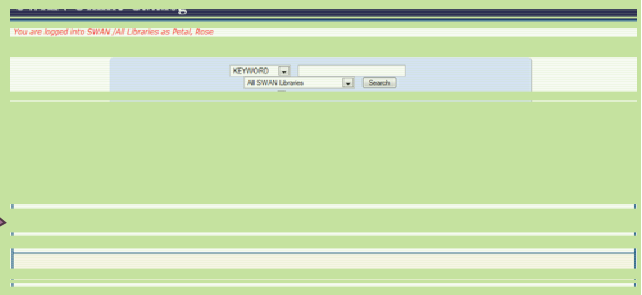 You are logged into SWAN /All Libraries as Petal, Rose
KEYWORD
All SWAN Libraries Search